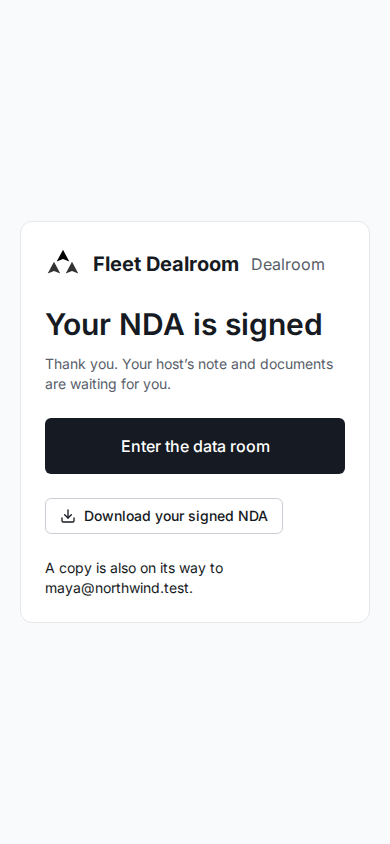 Fleet Dealroom Dealroom
Your NDA is signed
Thank you. Your host’s note and documents
are waiting for you.
Enter the data room
Download your signed NDA
A copy is also on its way to
maya@northwind.test.